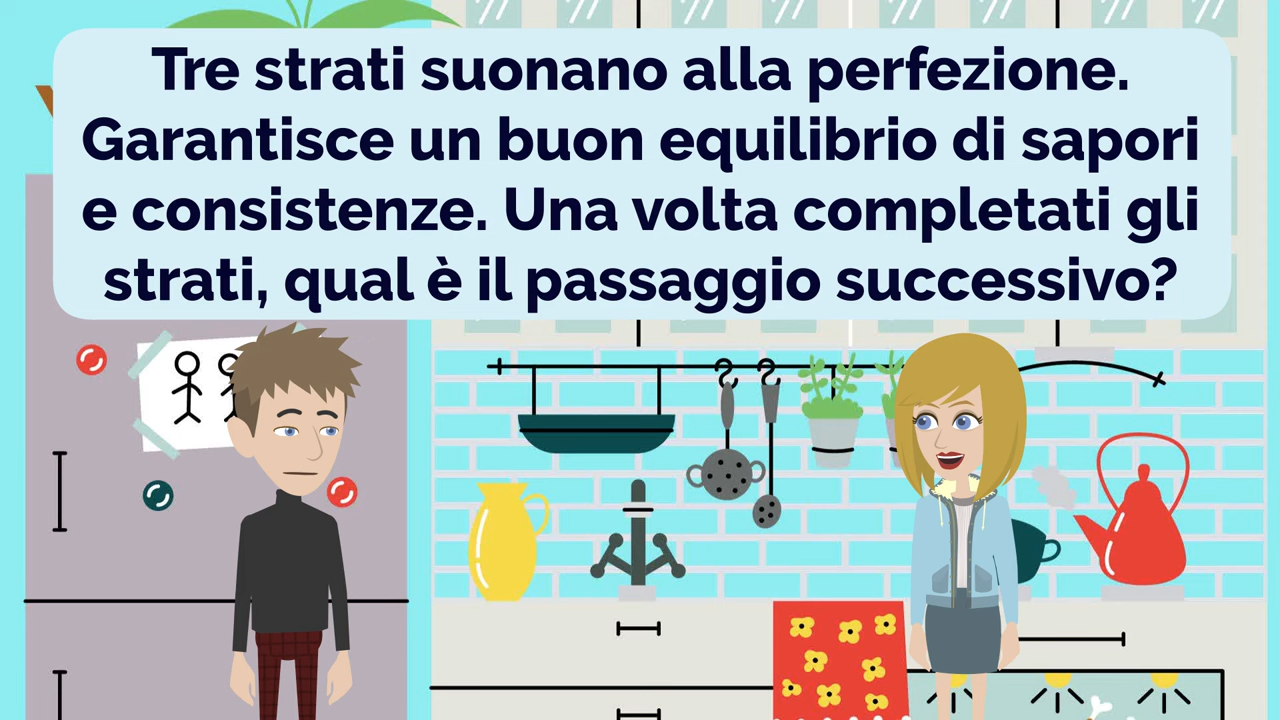 Tre strati suonano alla perfezione.
Garantisce un buon equilibrio di sapori
e consistenze. Una volta completati gli
strati, qual è il passaggio successivo?